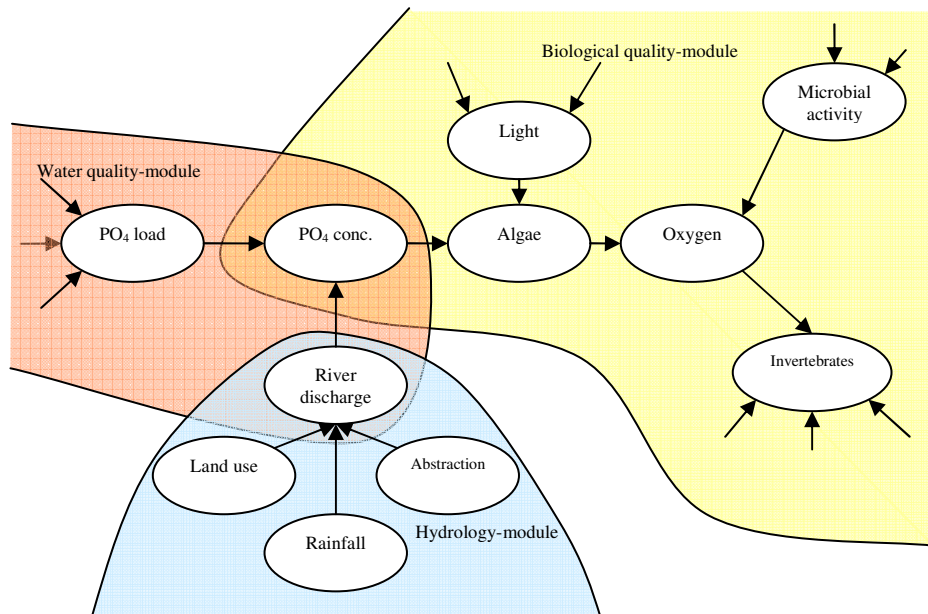 Biological quality-module
Microbial
activity
Light
Water quality-module
PO₄ load
PO₄ conc.
Algae
Oxygen
River
discharge
Invertebrates
Land use
Abstraction
Rainfall
Hydrology-module